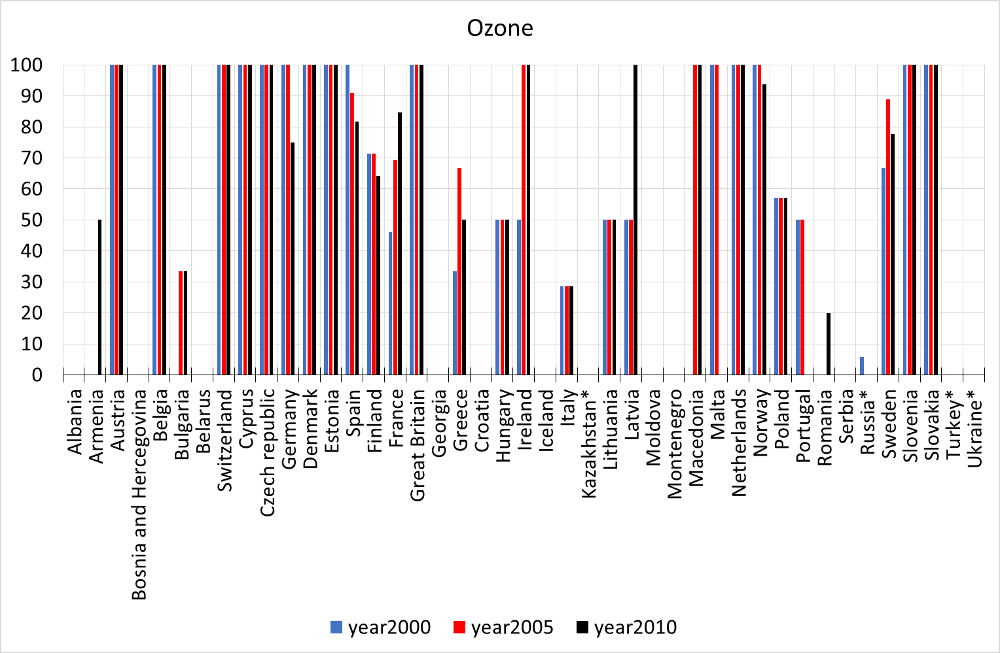 Ozone
100
90
80
70
60
50
40
30
20
10
0
Albania
Armenia
Austria
Bosnia and Hercegovina
Belgia
Bulgaria
Belarus
Switzerland
Cyprus
Czech republic
Germany
Denmark
Estonia
Spain
Finland
France
Great Britain
Georgia
Greece
Croatia
Hungary
Ireland
Iceland
Italy
Kazakhstan*
Lithuania
Latvia
Moldova
Montenegro
Macedonia
Malta
Netherlands
Norway
Poland
Portugal
Romania
Serbia
Russia*
Sweden
Slovenia
Slovakia
Turkey*
Ukraine*
year2000 year2005 year2010